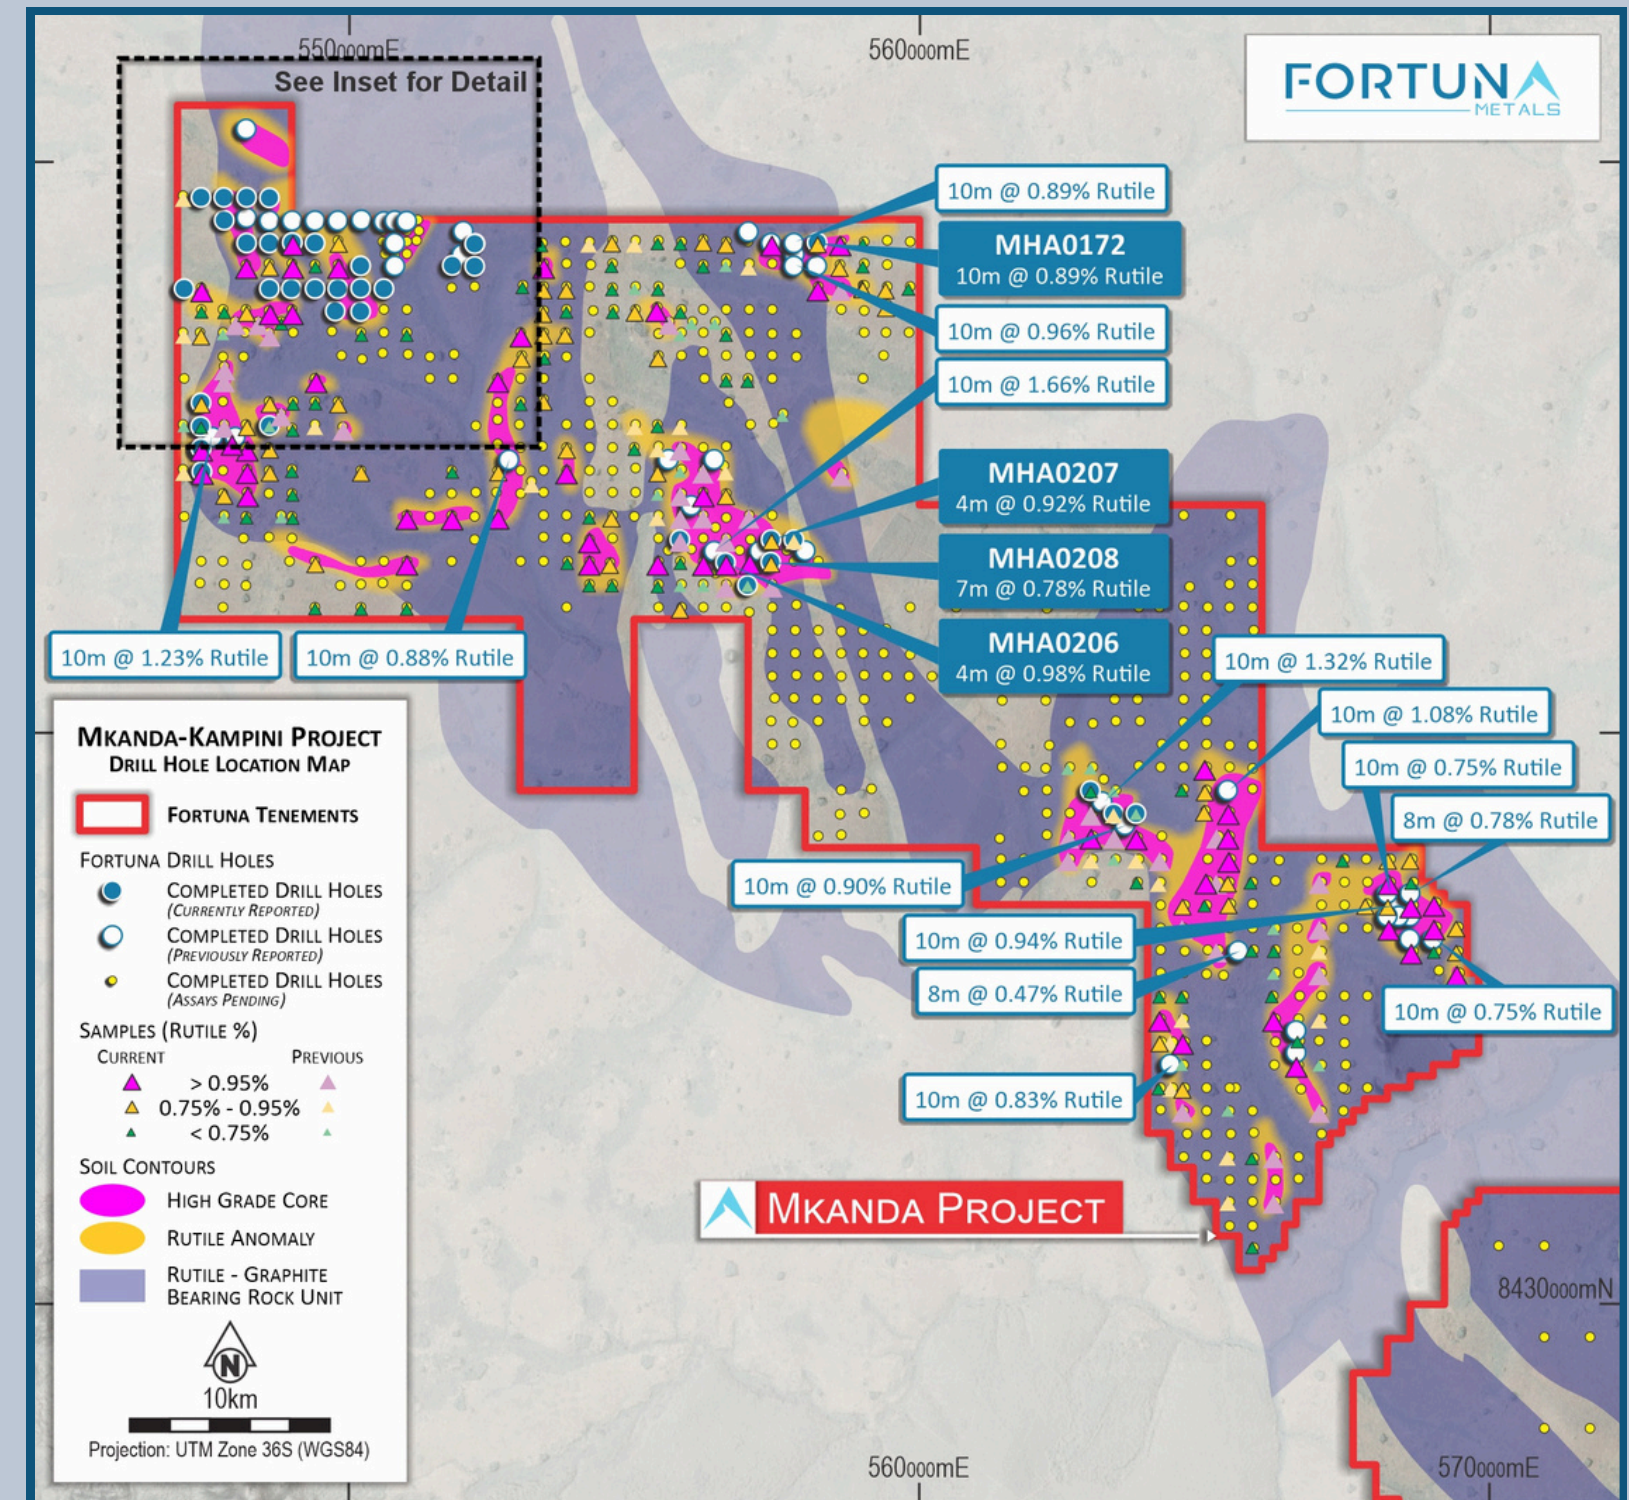 550000mE
560000mE
See Inset for Detail
FORTUNA
METALS
10m @ 0.89% Rutile
MHA0172
10m @ 0.89% Rutile
10m @ 0.96% Rutile
10m @ 1.66% Rutile
MHA0207
4m @ 0.92% Rutile
MHA0208
7m @ 0.78% Rutile
MHA0206
4m @ 0.98% Rutile
10m @ 1.23% Rutile
10m @ 0.88% Rutile
10m @ 1.32% Rutile
10m @ 1.08% Rutile
10m @ 0.75% Rutile
8m @ 0.78% Rutile
10m @ 0.90% Rutile
10m @ 0.94% Rutile
8m @ 0.47% Rutile
10m @ 0.75% Rutile
10m @ 0.83% Rutile
MKANDA PROJECT
8430000mN
560000mE
570000mE
MKANDA-KAMPINI PROJECT
DRILL HOLE LOCATION MAP
FORTUNA TENEMENTS
FORTUNA DRILL HOLES
COMPLETED DRILL HOLES
(CURRENTLY REPORTED)
COMPLETED DRILL HOLES
(PREVIOUSLY REPORTED)
COMPLETED DRILL HOLES
(ASSAYS PENDING)
SAMPLES (RUTILE %)
CURRENT PREVIOUS
> 0.95%
0.75% - 0.95%
< 0.75%
SOIL CONTOURS
HIGH GRADE CORE
RUTILE ANOMALY
RUTILE - GRAPHITE
BEARING ROCK UNIT
N
10km
Projection: UTM Zone 36S (WGS84)